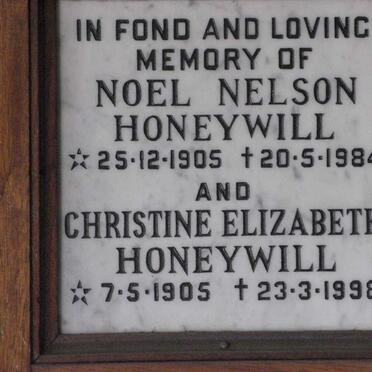 IN FOND AND LOVING
MEMORY OF
NOEL NELSON
HONEYWILL
☆ 25·12·1905 † 20·5·1984
AND
CHRISTINE ELIZABETH
HONEYWILL
☆ 7·5·1905 † 23·3·1998